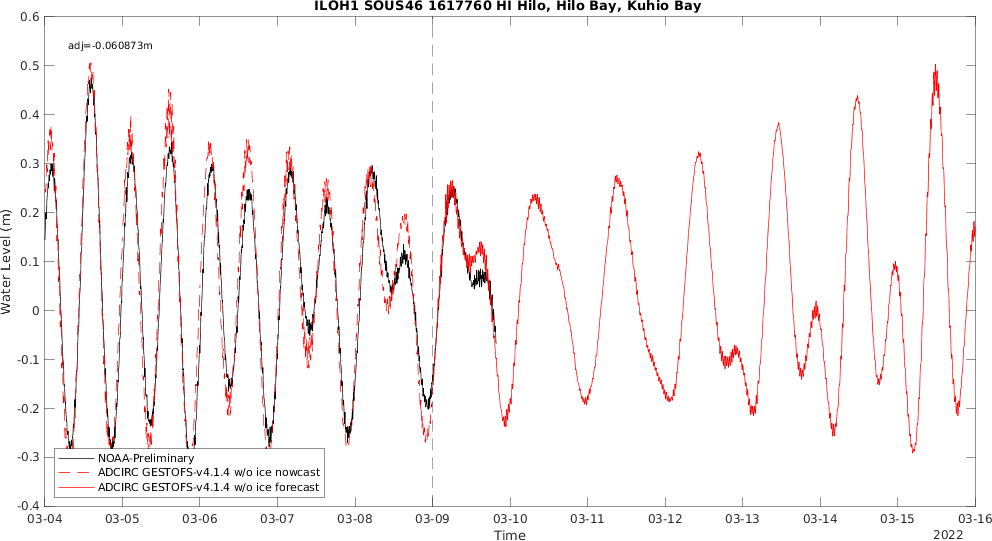 ILOH1 SOUS46 1617760 HI Hilo, Hilo Bay, Kuhio Bay
adj=-0.060873m
0.6
0.5
0.4
0.3
0.2
0.1
0
-0.1
-0.2
-0.3
-0.4
Water Level (m)
NOAA-Preliminary
ADCIRC GESTOFS-v4.1.4 w/o ice nowcast
ADCIRC GESTOFS-v4.1.4 w/o ice forecast
03-04 03-05 03-06 03-07 03-08 03-09 03-10 03-11 03-12 03-13 03-14 03-15 03-16
Time
2022